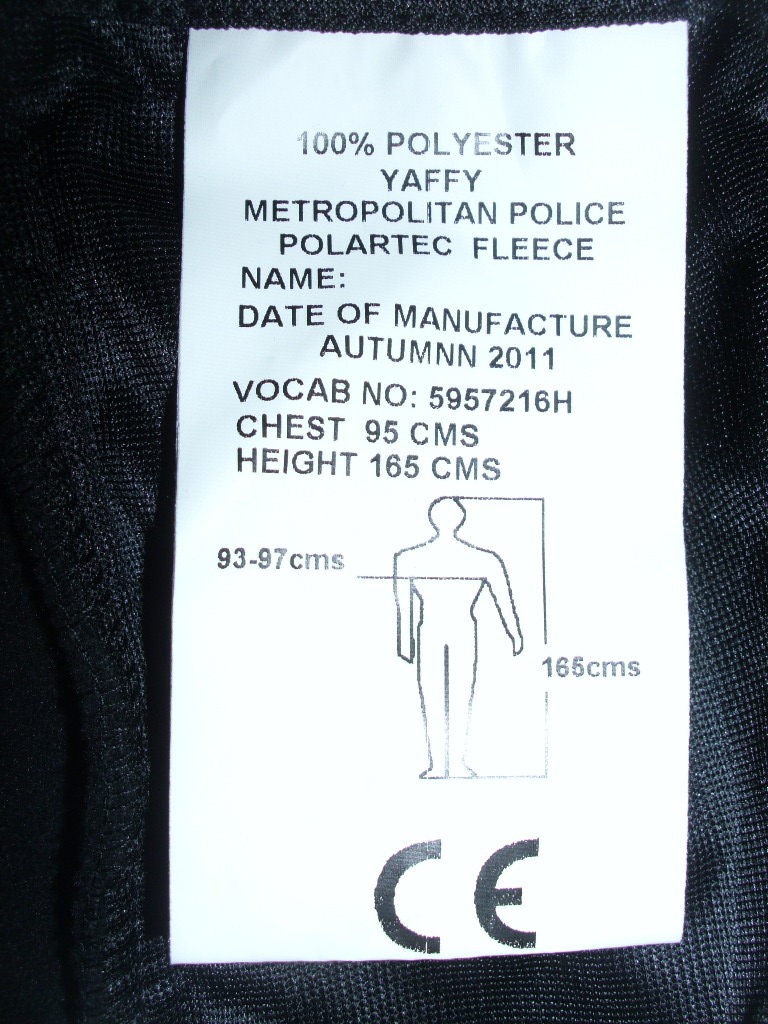 100% POLYESTER
YAFFY
METROPOLITAN POLICE
POLARTEC FLEECE
NAME:
DATE OF MANUFACTURE
AUTUMNN 2011
VOCAB NO: 5957216H
CHEST 95 CMS
HEIGHT 165 CMS
93-97cms
165cms
CE